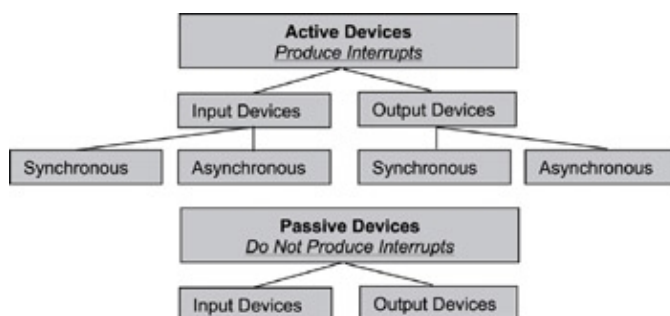 Active Devices
Produce Interrupts
Input Devices
Output Devices
Synchronous
Asynchronous
Synchronous
Asynchronous
Passive Devices
Do Not Produce Interrupts
Input Devices
Output Devices